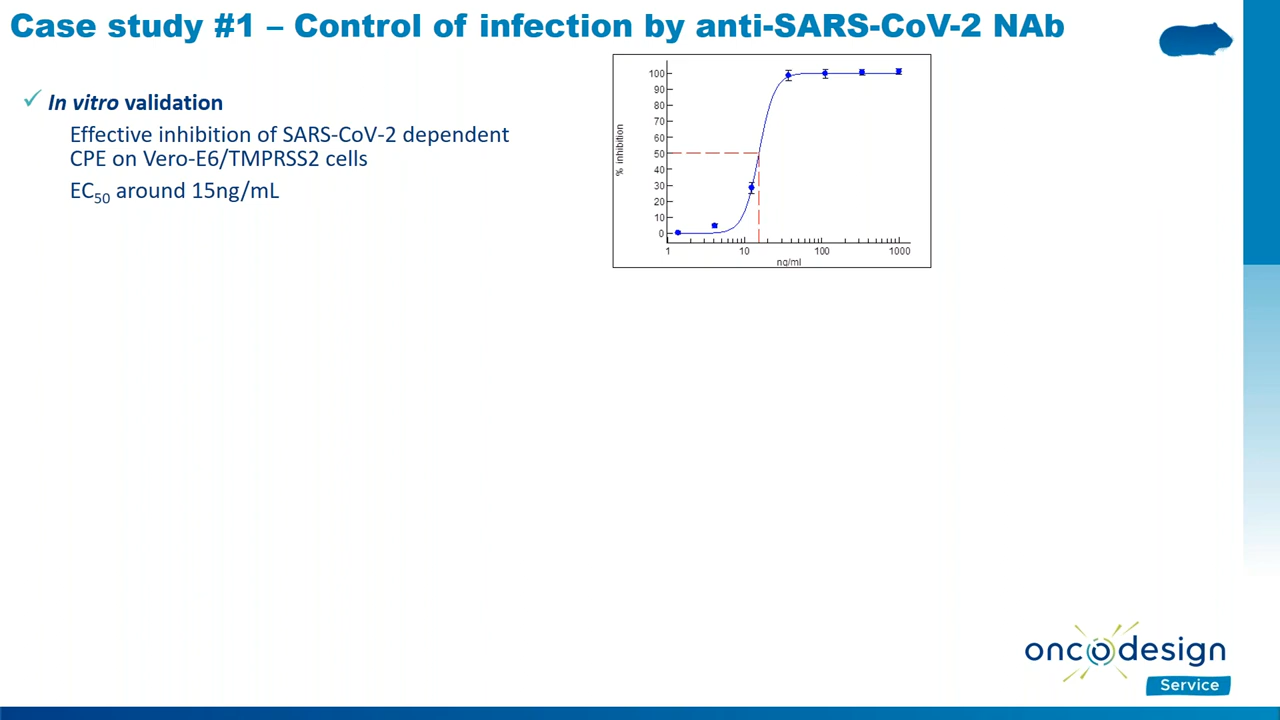 Case study #1 – Control of infection by anti-SARS-CoV-2 NAb
✓ In vitro validation
Effective inhibition of SARS-CoV-2 dependent
CPE on Vero-E6/TMPRSS2 cells
EC50 around 15ng/mL
% inhibition
100
90
80
70
60
50
40
30
20
10
0
1 10 100 1000
ng/ml
oncodesign
Service